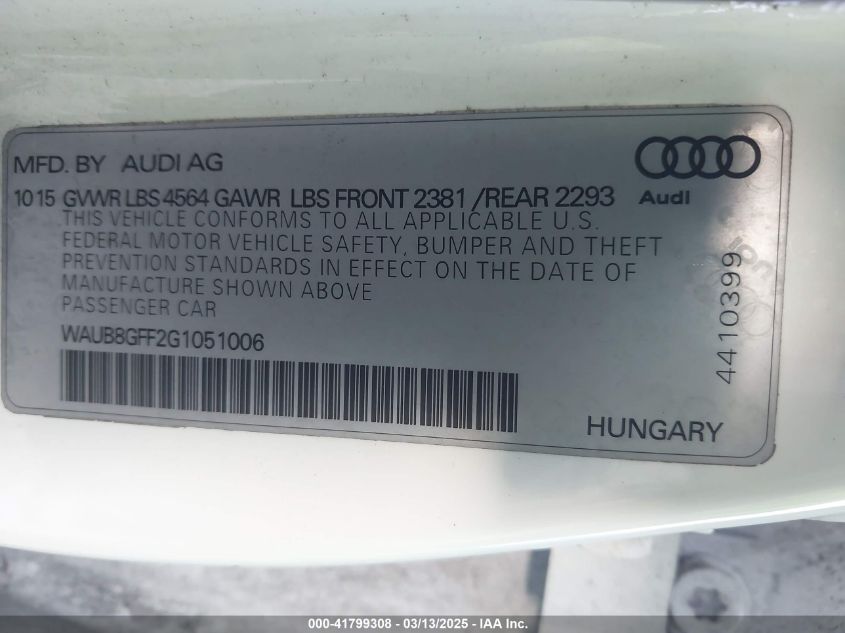 MFD. BY AUDI AG
Audi
10 15 GVWR LBS 4564 GAWR LBS FRONT 2381 /REAR 2293
THIS VEHICLE CONFORMS TO ALL APPLICABLE U.S.
FEDERAL MOTOR VEHICLE SAFETY, BUMPER AND THEFT
PREVENTION STANDARDS IN EFFECT ON THE DATE OF
MANUFACTURE SHOWN ABOVE
PASSENGER CAR
WAUB8GFF2G1051006
4410399
HUNGARY
000-41799308 - 03/13/2025 - IAA Inc.